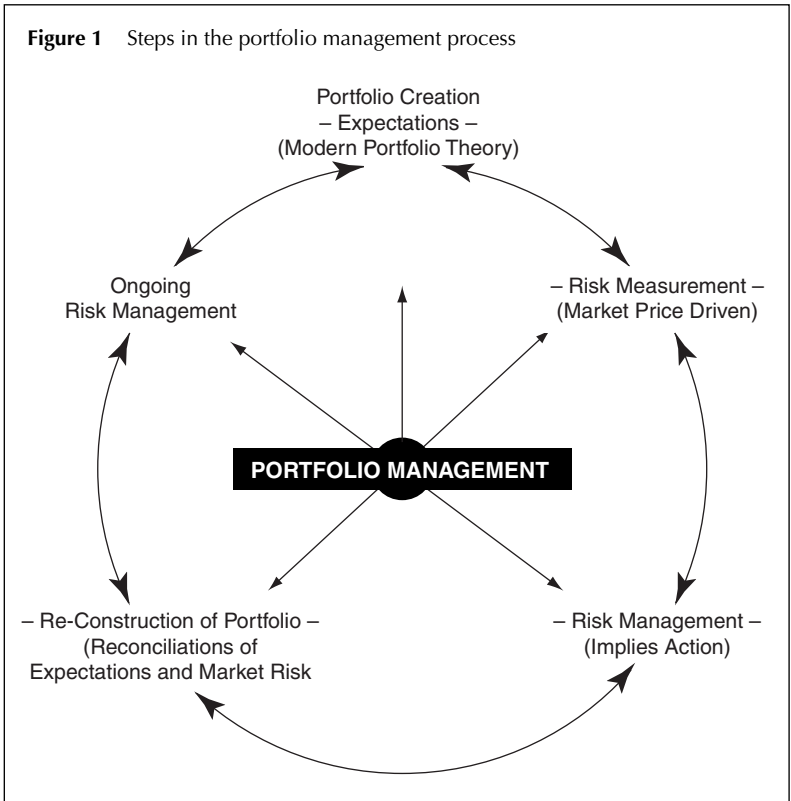 Figure 1 Steps in the portfolio management process
Portfolio Creation
– Expectations –
(Modern Portfolio Theory)
Ongoing
Risk Management
– Risk Measurement –
(Market Price Driven)
PORTFOLIO MANAGEMENT
– Re-Construction of Portfolio –
(Reconciliations of
Expectations and Market Risk
– Risk Management –
(Implies Action)